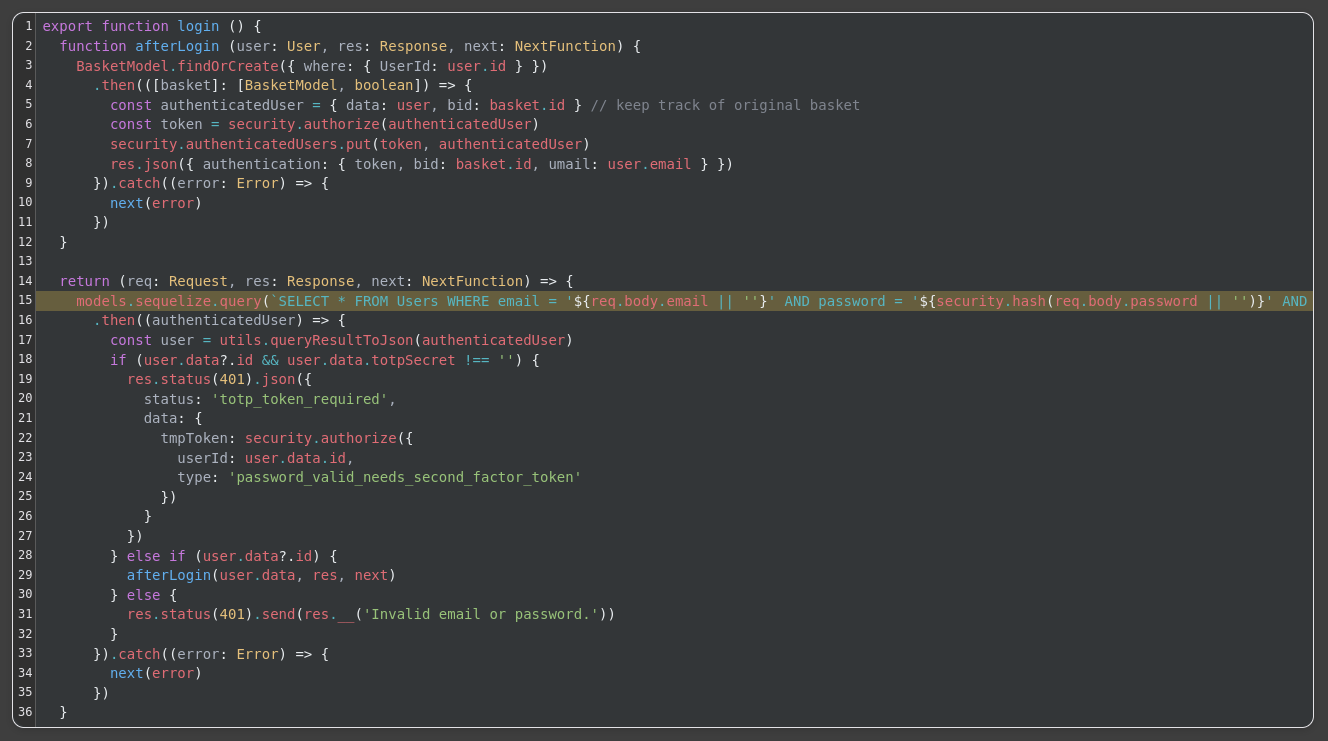 1 export function login () {
2   function afterLogin (user: User, res: Response, next: NextFunction) {
3     BasketModel.findOrCreate({ where: { UserId: user.id } })
4       .then(([basket]: [BasketModel, boolean]) => {
5         const authenticatedUser = { data: user, bid: basket.id } // keep track of original basket
6         const token = security.authorize(authenticatedUser)
7         security.authenticatedUsers.put(token, authenticatedUser)
8         res.json({ authentication: { token, bid: basket.id, umail: user.email } })
9       }).catch((error: Error) => {
10         next(error)
11       })
12   }
13
14   return (req: Request, res: Response, next: NextFunction) => {
15     models.sequelize.query(`SELECT * FROM Users WHERE email = '${req.body.email || ''}' AND password = '${security.hash(req.body.password || '')}' AND
16       .then((authenticatedUser) => {
17         const user = utils.queryResultToJson(authenticatedUser)
18         if (user.data?.id && user.data.totpSecret !== '') {
19           res.status(401).json({
20             status: 'totp_token_required',
21             data: {
22               tmpToken: security.authorize({
23                 userId: user.data.id,
24                 type: 'password_valid_needs_second_factor_token'
25               })
26             }
27           })
28         } else if (user.data?.id) {
29           afterLogin(user.data, res, next)
30         } else {
31           res.status(401).send(res.__('Invalid email or password.'))
32         }
33       }).catch((error: Error) => {
34         next(error)
35       })
36   }